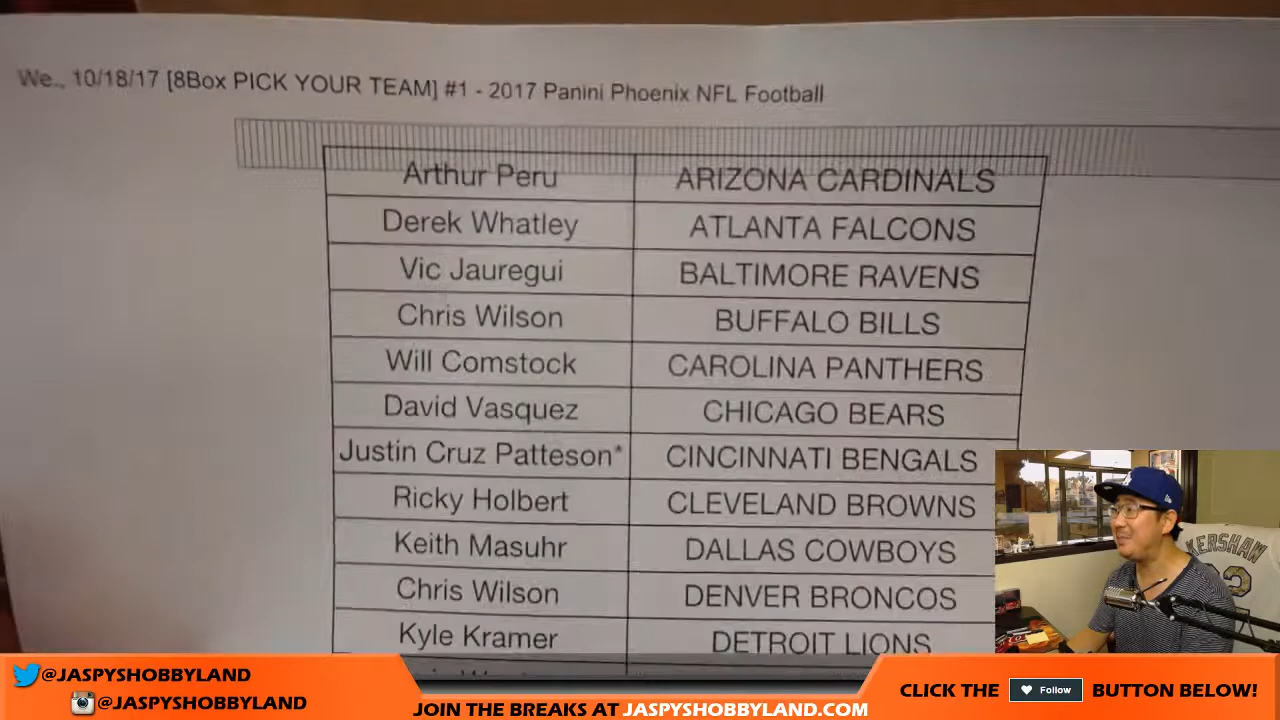 We., 10/18/17 [8Box PICK YOUR TEAM] #1 - 2017 Panini Phoenix NFL Football
Arthur Peru ARIZONA CARDINALS
Derek Whatley ATLANTA FALCONS
Vic Jauregui BALTIMORE RAVENS
Chris Wilson BUFFALO BILLS
Will Comstock CAROLINA PANTHERS
David Vasquez CHICAGO BEARS
Justin Cruz Patteson* CINCINNATI BENGALS
Ricky Holbert CLEVELAND BROWNS
Keith Masuhr DALLAS COWBOYS
Chris Wilson DENVER BRONCOS
Kyle Kramer DETROIT LIONS
KERSHAW
@JASPYSHOBBYLAND
@JASPYSHOBBYLAND
JOIN THE BREAKS AT JASPYSHOBBYLAND.COM
CLICK THE Follow BUTTON BELOW!